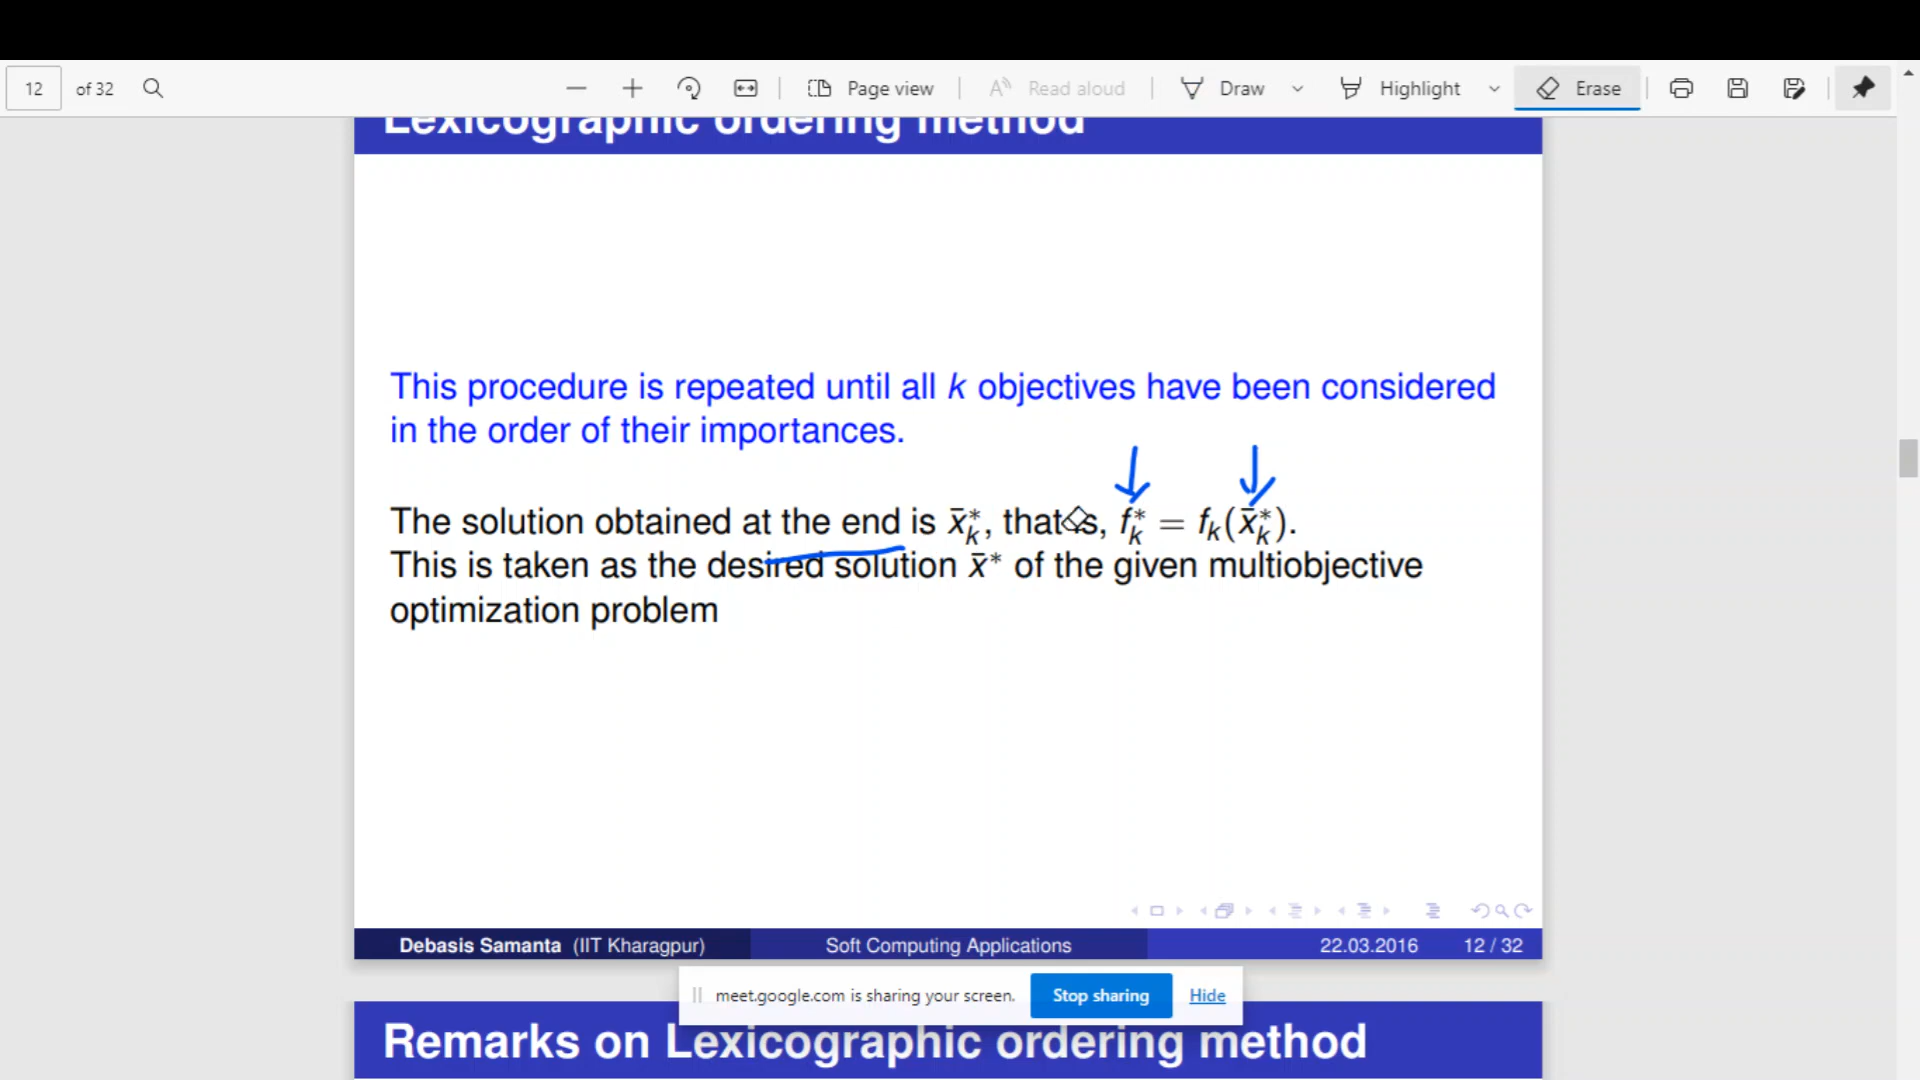 12 of 32 Page view Read aloud Draw Highlight Erase
Lexicographic ordering method
This procedure is repeated until all k objectives have been considered
in the order of their importances.
The solution obtained at the end is x̄ₖ*, that is, fₖ* = fₖ(x̄ₖ*).
This is taken as the desired solution x̄* of the given multiobjective
optimization problem
Debasis Samanta (IIT Kharagpur) Soft Computing Applications 22.03.2016 12 / 32
meet.google.com is sharing your screen. Stop sharing Hide
Remarks on Lexicographic ordering method